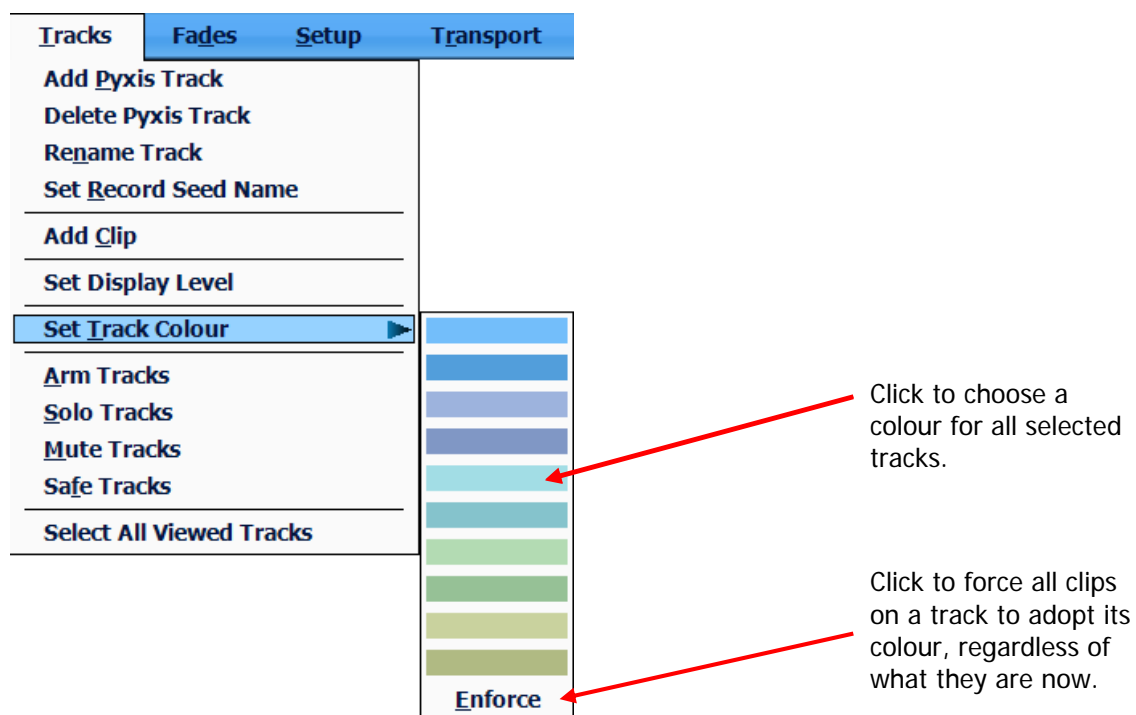 Tracks Fades Setup Transport
Add Pyxis Track
Delete Pyxis Track
Rename Track
Set Record Seed Name
Add Clip
Set Display Level
Set Track Colour
Arm Tracks
Solo Tracks
Mute Tracks
Safe Tracks
Select All Viewed Tracks
Enforce
Click to choose a
colour for all selected
tracks.
Click to force all clips
on a track to adopt its
colour, regardless of
what they are now.